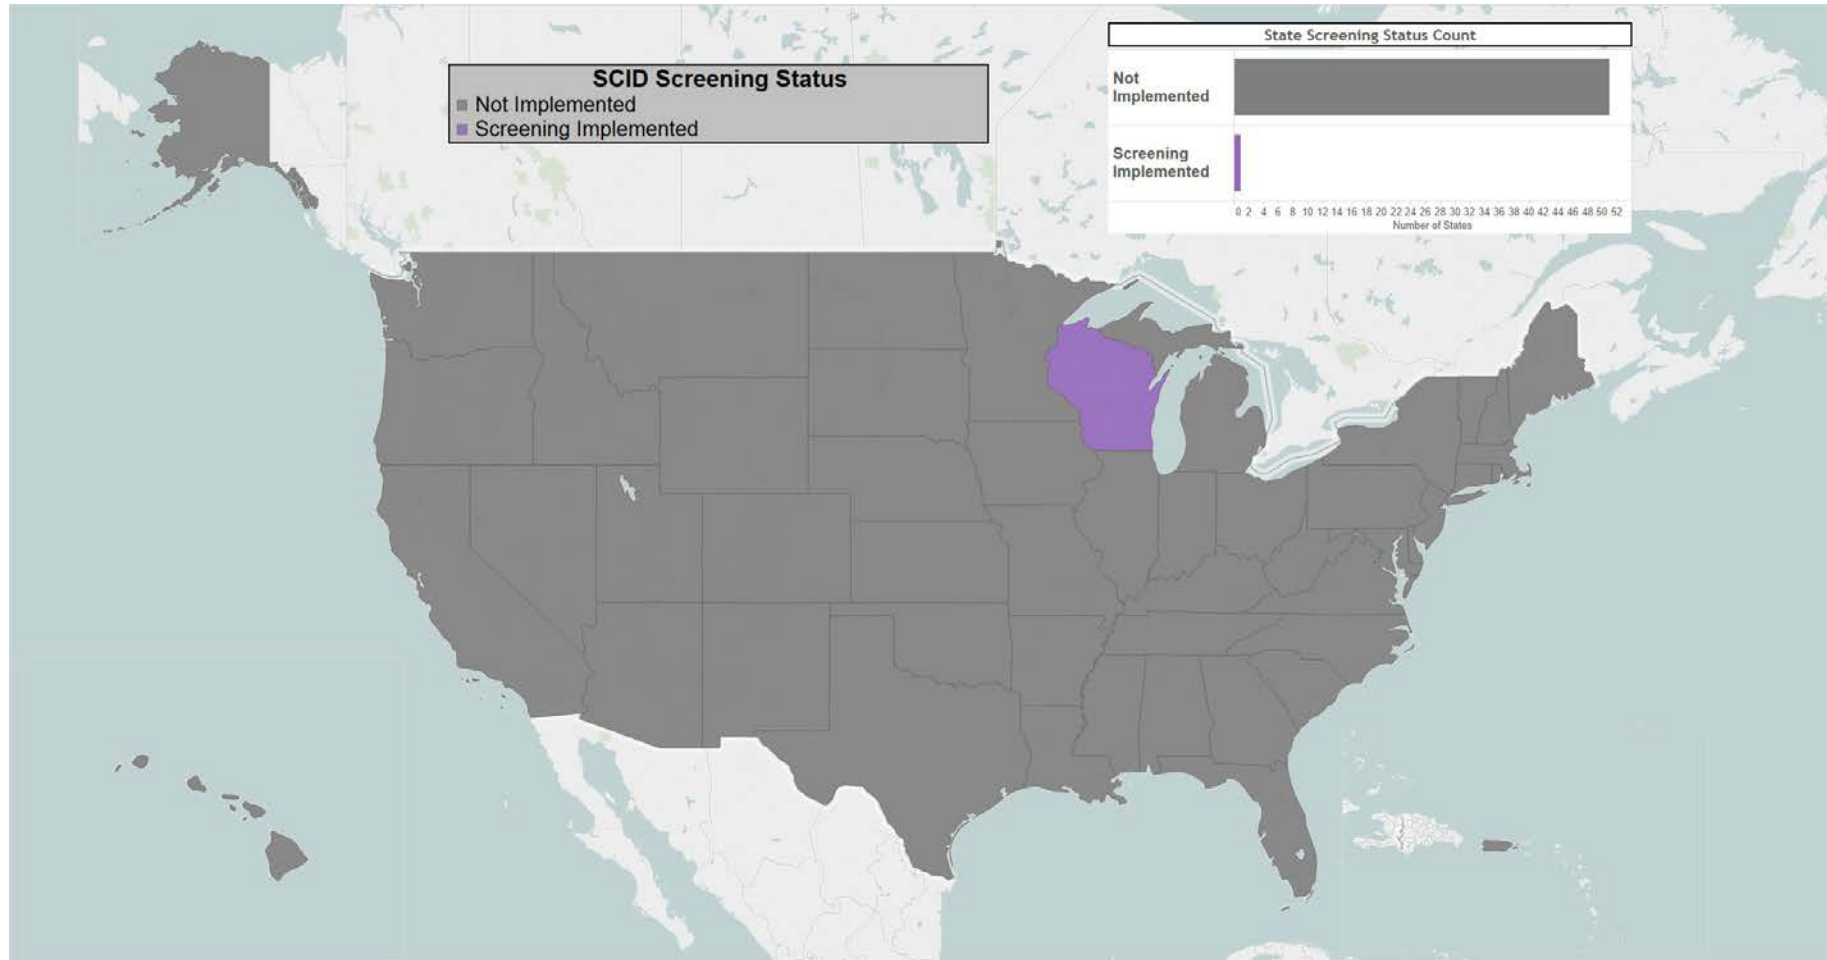 SCID Screening Status
Not Implemented
Screening Implemented
State Screening Status Count
Not
Implemented
Screening
Implemented
0 2 4 6 8 10 12 14 16 18 20 22 24 26 28 30 32 34 36 38 40 42 44 46 48 50 52
Number of States